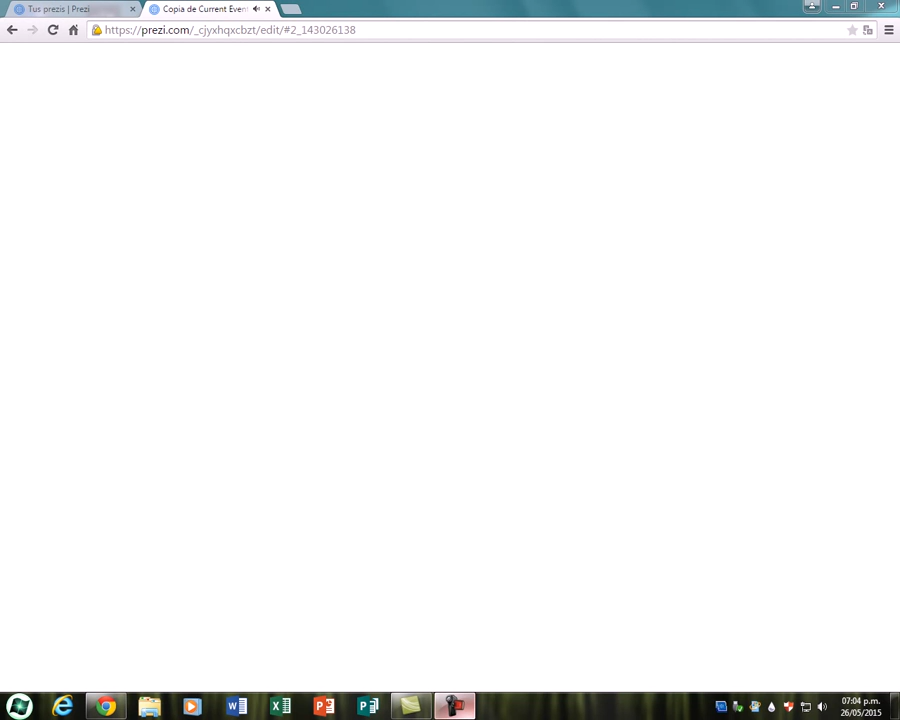 Tus prezis | Prezi
Copia de Current Even
https://prezi.com/_cjyxhqxcbzt/edit/#2_143026138
07:04 p.m.
26/05/2015